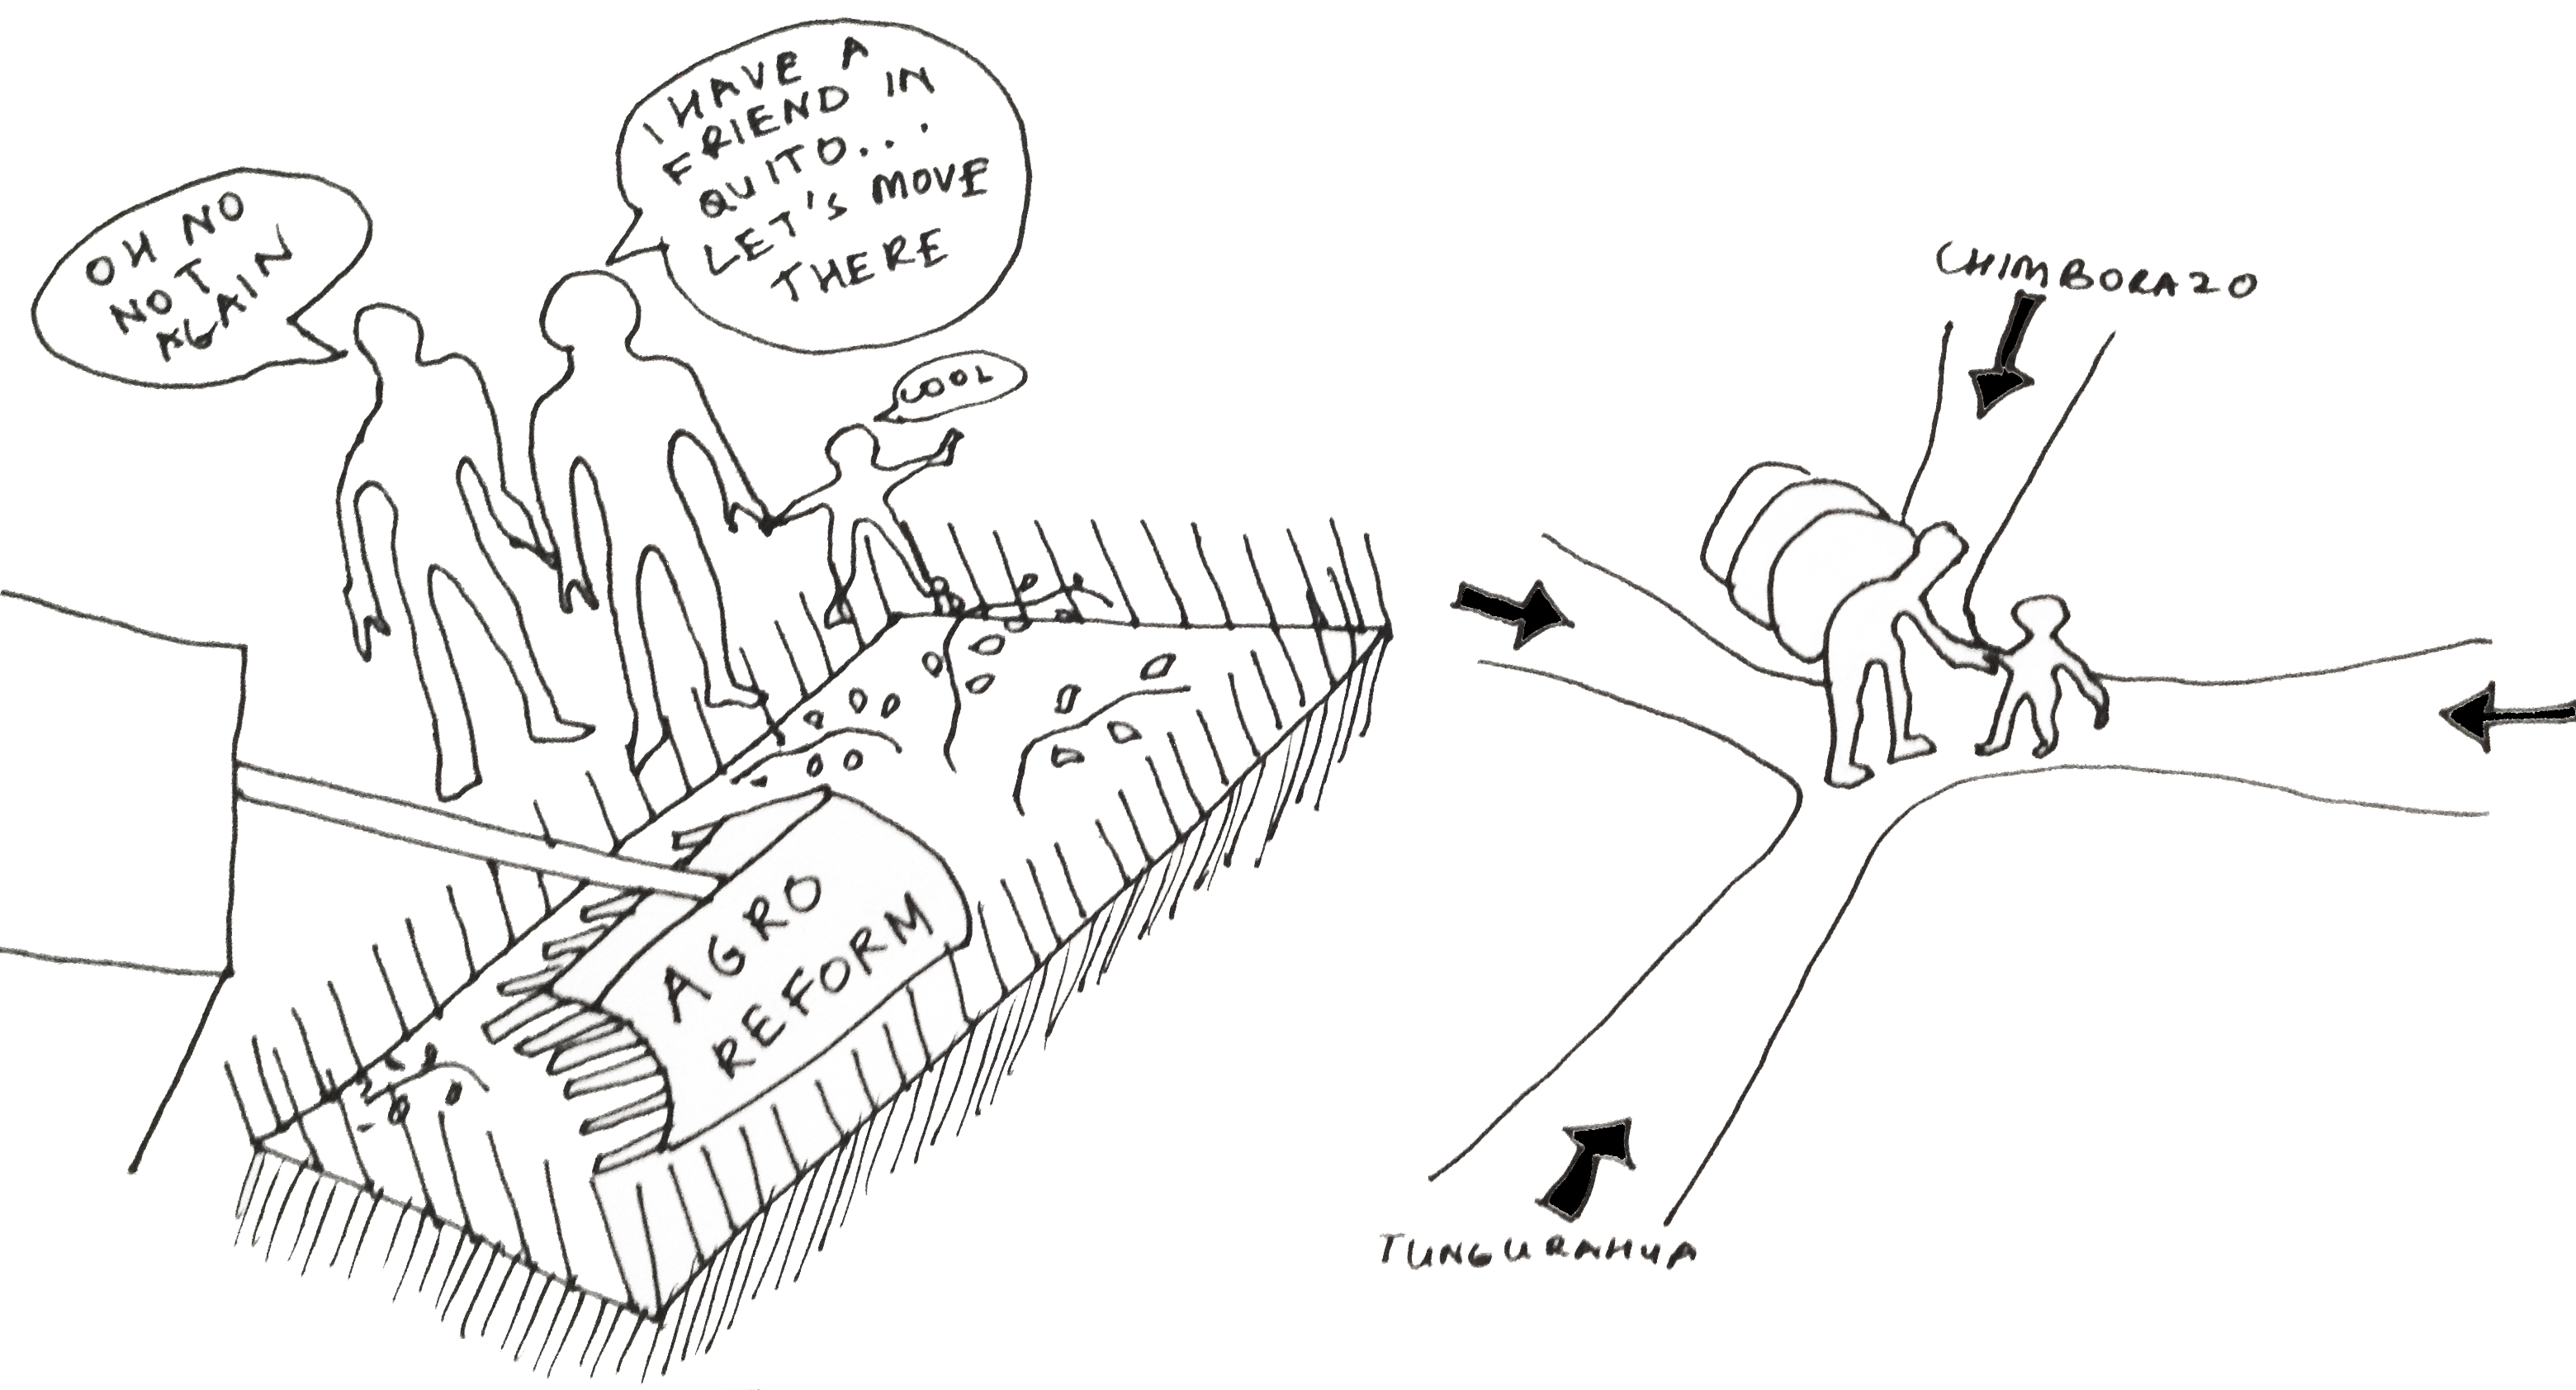 OH NO
NOT
AGAIN
I HAVE A
FRIEND IN
QUITO...
LET'S MOVE
THERE
COOL
AGRO
REFORM
CHIMBORAZO
TUNGURAHUA